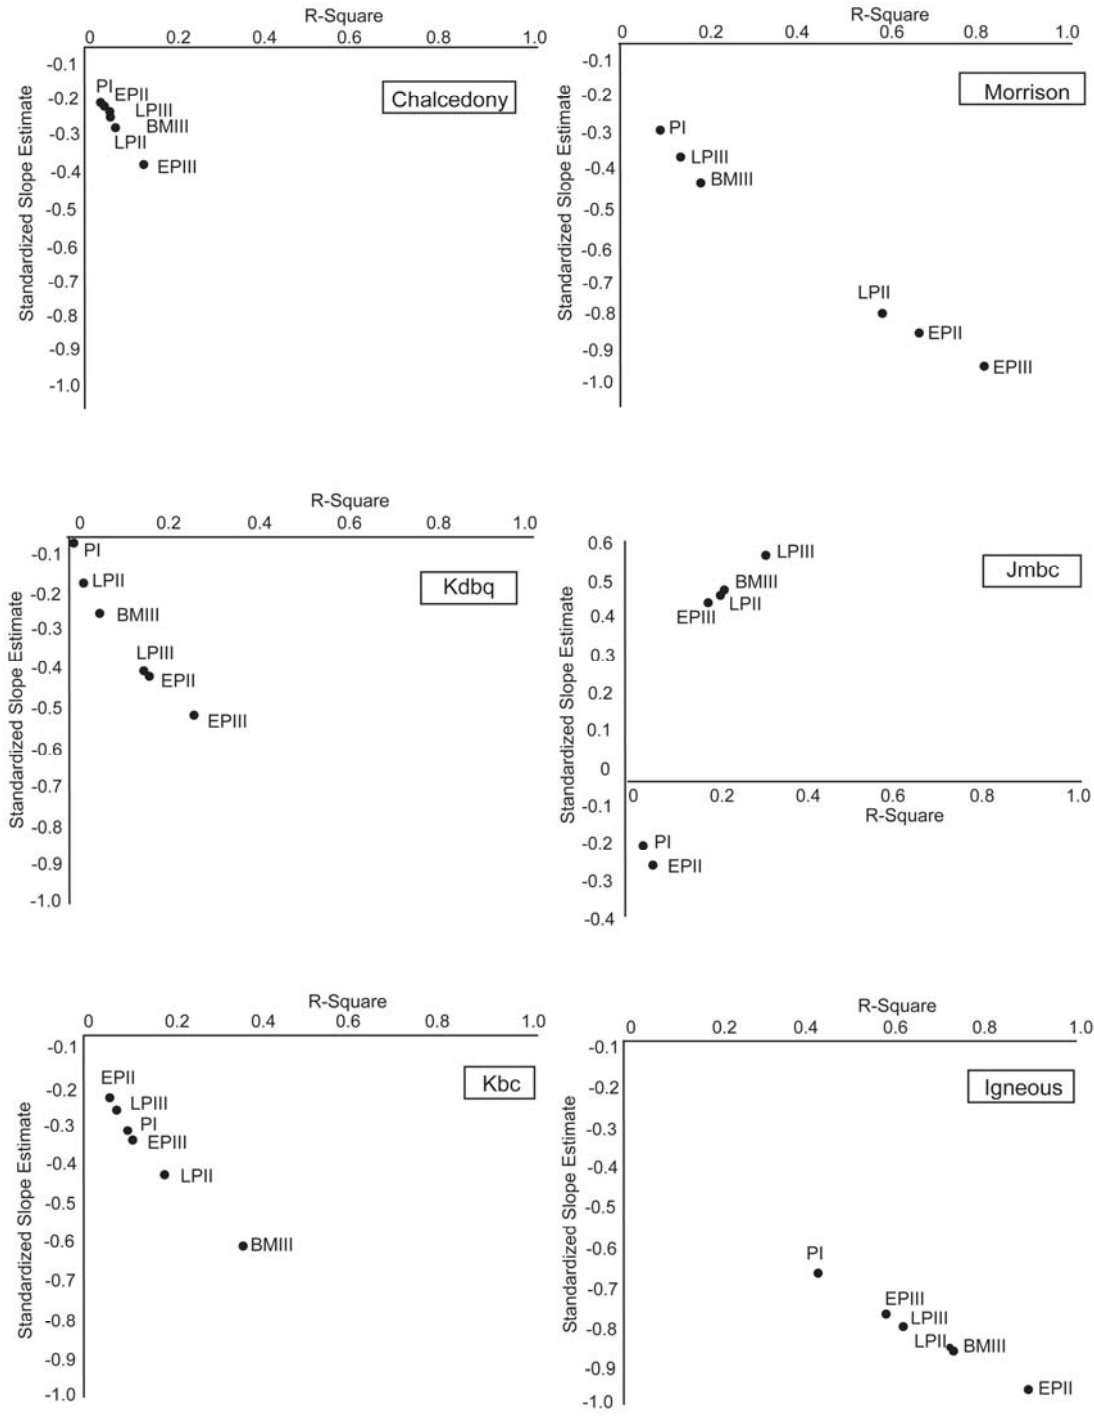 R-Square
0 0.2 0.4 0.6 0.8 1.0
Standardized Slope Estimate
-0.1
-0.2
-0.3
-0.4
-0.5
-0.6
-0.7
-0.8
-0.9
-1.0
Chalcedony
PI
EPII
LPIII
BMIII
LPII
EPIII
R-Square
0 0.2 0.4 0.6 0.8 1.0
Standardized Slope Estimate
-0.1
-0.2
-0.3
-0.4
-0.5
-0.6
-0.7
-0.8
-0.9
-1.0
Morrison
PI
LPIII
BMIII
LPII
EPII
EPIII
R-Square
0 0.2 0.4 0.6 0.8 1.0
Standardized Slope Estimate
-0.1
-0.2
-0.3
-0.4
-0.5
-0.6
-0.7
-0.8
-0.9
-1.0
Kdbq
PI
LPII
BMIII
LPIII
EPII
EPIII
Standardized Slope Estimate
0.6
0.5
0.4
0.3
0.2
0.1
0
-0.1
-0.2
-0.3
-0.4
Jmbc
LPIII
BMIII
LPII
EPIII
0 0.2 0.4 0.6 0.8 1.0
R-Square
PI
EPII
R-Square
0 0.2 0.4 0.6 0.8 1.0
Standardized Slope Estimate
-0.1
-0.2
-0.3
-0.4
-0.5
-0.6
-0.7
-0.8
-0.9
-1.0
Kbc
EPII
LPIII
PI
EPIII
LPII
BMIII
R-Square
0 0.2 0.4 0.6 0.8 1.0
Standardized Slope Estimate
-0.1
-0.2
-0.3
-0.4
-0.5
-0.6
-0.7
-0.8
-0.9
-1.0
Igneous
PI
EPIII
LPIII
LPII
BMIII
EPII